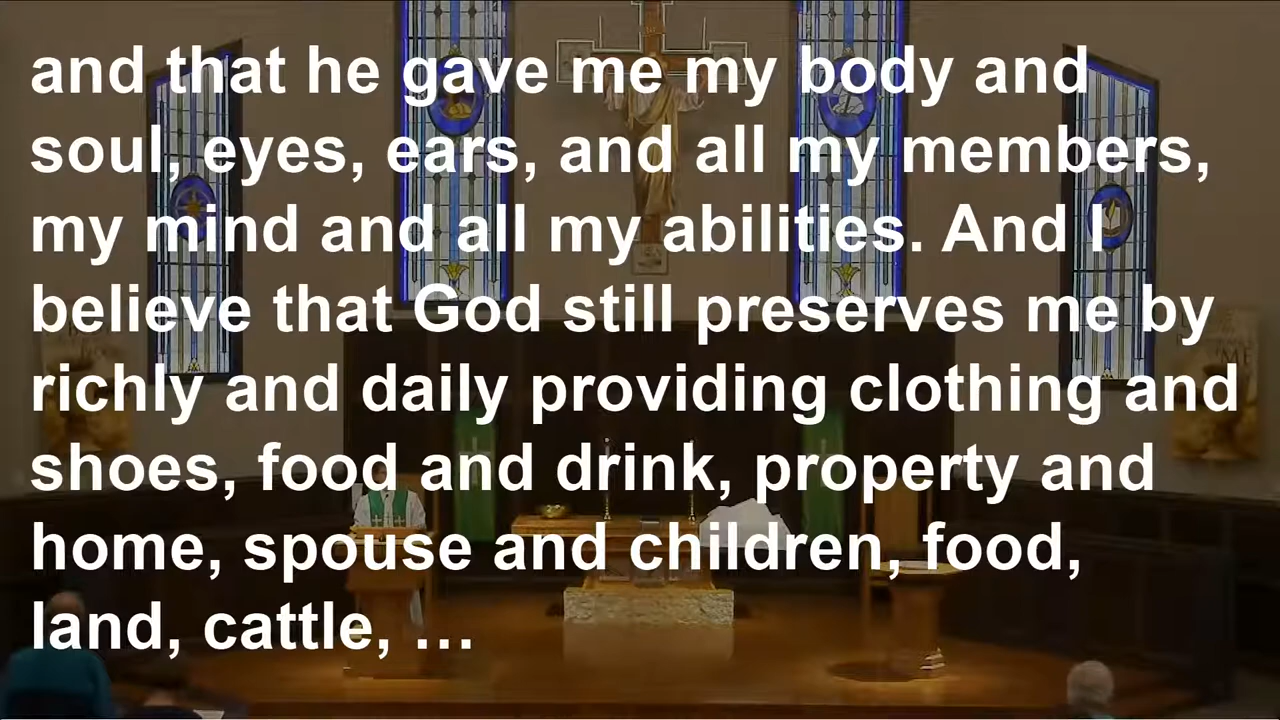 and that he gave me my body and
soul, eyes, ears, and all my members,
my mind and all my abilities. And I
believe that God still preserves me by
richly and daily providing clothing and
shoes, food and drink, property and
home, spouse and children, food,
land, cattle, …